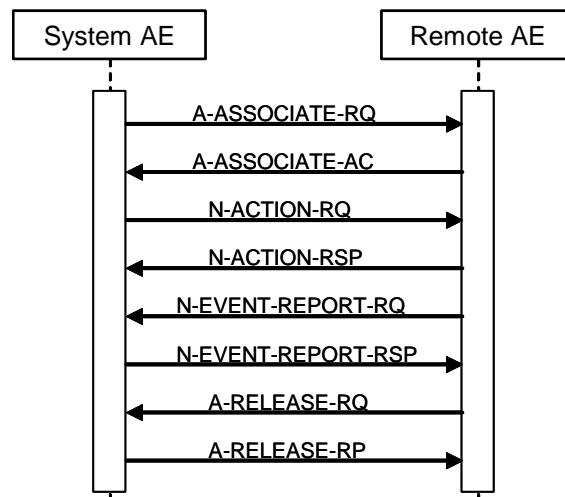 System AE
Remote AE
A-ASSOCIATE-RQ
A-ASSOCIATE-AC
N-ACTION-RQ
N-ACTION-RSP
N-EVENT-REPORT-RQ
N-EVENT-REPORT-RSP
A-RELEASE-RQ
A-RELEASE-RP